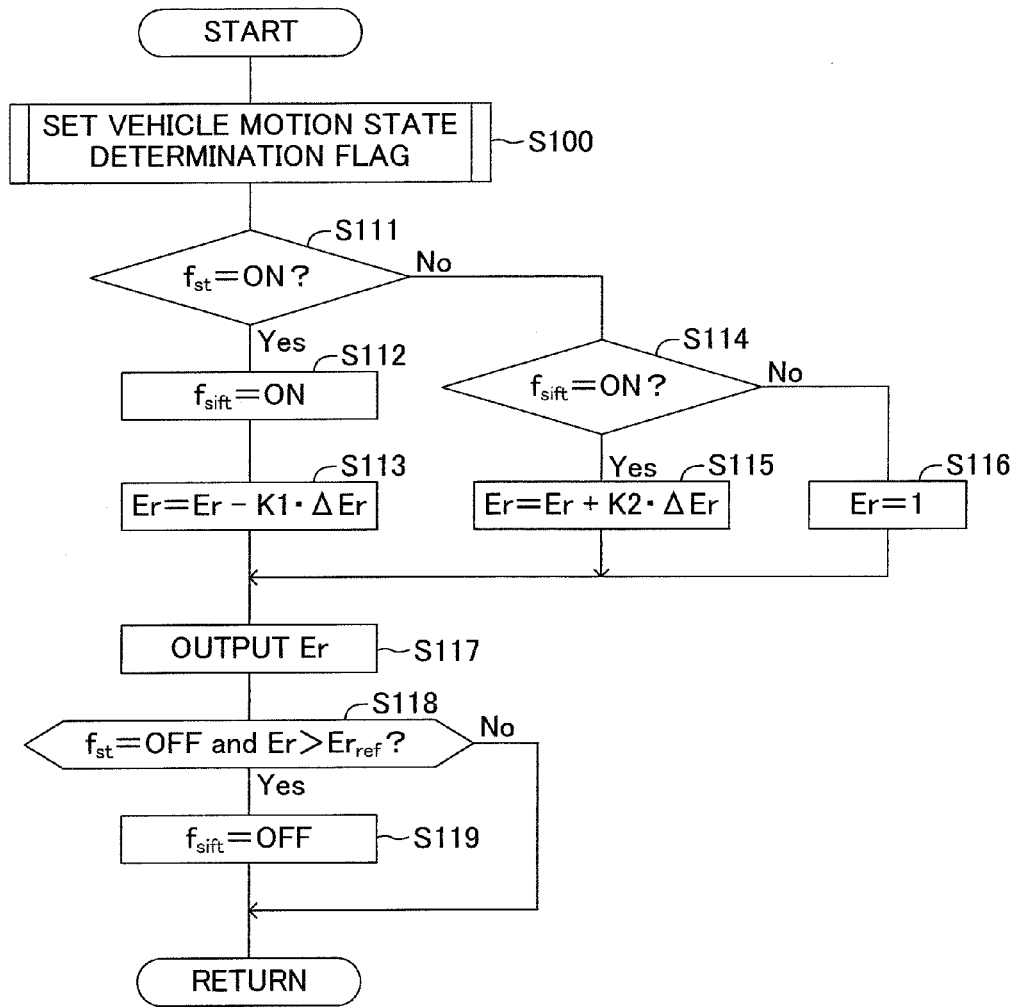 START
SET VEHICLE MOTION STATE
DETERMINATION FLAG
S100
S111
fst=ON?
No
Yes
S112
fsift=ON
S114
fsift=ON?
No
S113
Er=Er - K1・ΔEr
Yes
S115
Er=Er + K2・ΔEr
S116
Er=1
OUTPUT Er
S117
S118
fst=OFF and Er>Erref?
No
Yes
fsift=OFF
S119
RETURN